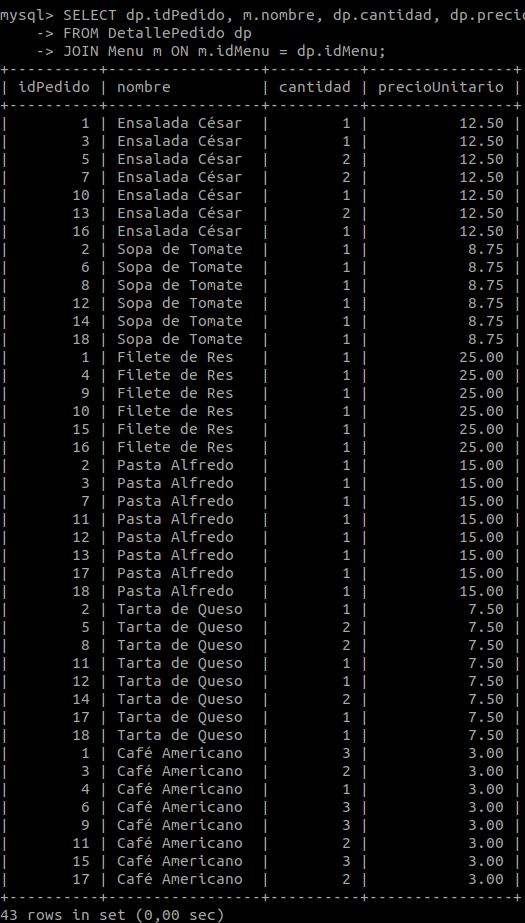 mysql> SELECT dp.idPedido, m.nombre, dp.cantidad, dp.precio
    -> FROM DetallePedido dp
    -> JOIN Menu m ON m.idMenu = dp.idMenu;
+----------+-----------------+----------+----------------+
| idPedido | nombre          | cantidad | precioUnitario |
+----------+-----------------+----------+----------------+
|        1 | Ensalada César  |        1 |          12.50 |
|        3 | Ensalada César  |        1 |          12.50 |
|        5 | Ensalada César  |        2 |          12.50 |
|        7 | Ensalada César  |        2 |          12.50 |
|       10 | Ensalada César  |        1 |          12.50 |
|       13 | Ensalada César  |        2 |          12.50 |
|       16 | Ensalada César  |        1 |          12.50 |
|        2 | Sopa de Tomate  |        1 |           8.75 |
|        6 | Sopa de Tomate  |        1 |           8.75 |
|        8 | Sopa de Tomate  |        1 |           8.75 |
|       12 | Sopa de Tomate  |        1 |           8.75 |
|       14 | Sopa de Tomate  |        1 |           8.75 |
|       18 | Sopa de Tomate  |        1 |           8.75 |
|        1 | Filete de Res   |        1 |          25.00 |
|        4 | Filete de Res   |        1 |          25.00 |
|        9 | Filete de Res   |        1 |          25.00 |
|       10 | Filete de Res   |        1 |          25.00 |
|       15 | Filete de Res   |        1 |          25.00 |
|       16 | Filete de Res   |        1 |          25.00 |
|        2 | Pasta Alfredo   |        1 |          15.00 |
|        3 | Pasta Alfredo   |        1 |          15.00 |
|        7 | Pasta Alfredo   |        1 |          15.00 |
|       11 | Pasta Alfredo   |        1 |          15.00 |
|       12 | Pasta Alfredo   |        1 |          15.00 |
|       13 | Pasta Alfredo   |        1 |          15.00 |
|       17 | Pasta Alfredo   |        1 |          15.00 |
|       18 | Pasta Alfredo   |        1 |          15.00 |
|        2 | Tarta de Queso  |        1 |           7.50 |
|        5 | Tarta de Queso  |        2 |           7.50 |
|        8 | Tarta de Queso  |        2 |           7.50 |
|       11 | Tarta de Queso  |        1 |           7.50 |
|       12 | Tarta de Queso  |        1 |           7.50 |
|       14 | Tarta de Queso  |        2 |           7.50 |
|       17 | Tarta de Queso  |        1 |           7.50 |
|       18 | Tarta de Queso  |        1 |           7.50 |
|        1 | Café Americano  |        3 |           3.00 |
|        3 | Café Americano  |        2 |           3.00 |
|        4 | Café Americano  |        1 |           3.00 |
|        6 | Café Americano  |        3 |           3.00 |
|        9 | Café Americano  |        3 |           3.00 |
|       11 | Café Americano  |        2 |           3.00 |
|       15 | Café Americano  |        3 |           3.00 |
|       17 | Café Americano  |        2 |           3.00 |
+----------+-----------------+----------+----------------+
43 rows in set (0,00 sec)